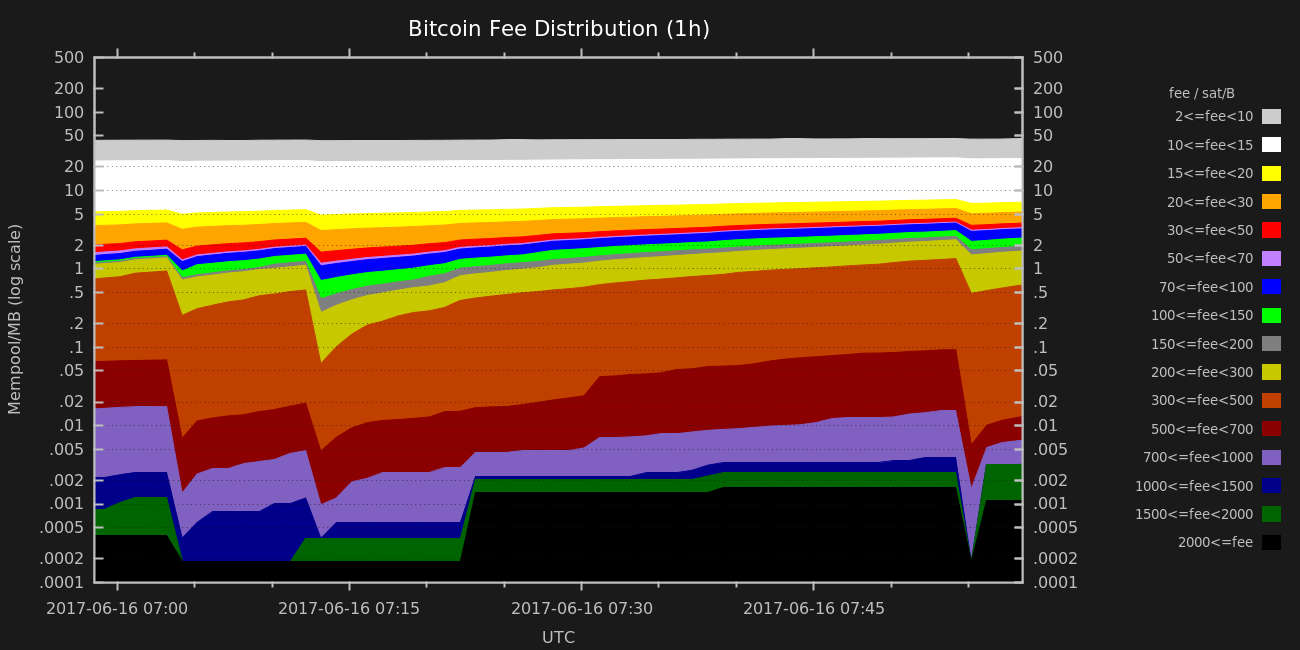 Bitcoin Fee Distribution (1h)
Mempool/MB (log scale)
500
200
100
50
20
10
5
2
1
.5
.2
.1
.05
.02
.01
.005
.002
.001
.0005
.0002
.0001
500
200
100
50
20
10
5
2
1
.5
.2
.1
.05
.02
.01
.005
.002
.001
.0005
.0002
.0001
2017-06-16 07:00
2017-06-16 07:15
2017-06-16 07:30
2017-06-16 07:45
UTC
fee / sat/B
2<=fee<10
10<=fee<15
15<=fee<20
20<=fee<30
30<=fee<50
50<=fee<70
70<=fee<100
100<=fee<150
150<=fee<200
200<=fee<300
300<=fee<500
500<=fee<700
700<=fee<1000
1000<=fee<1500
1500<=fee<2000
2000<=fee